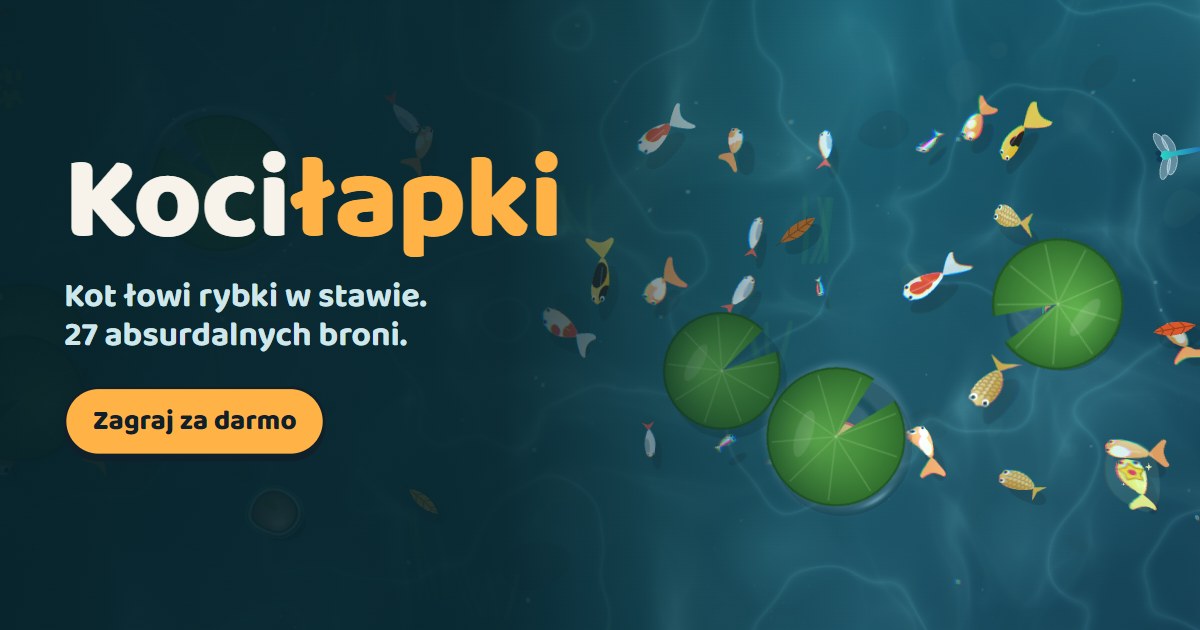 Kociłapki
Kot łowi rybki w stawie.
27 absurdalnych broni.
Zagraj za darmo